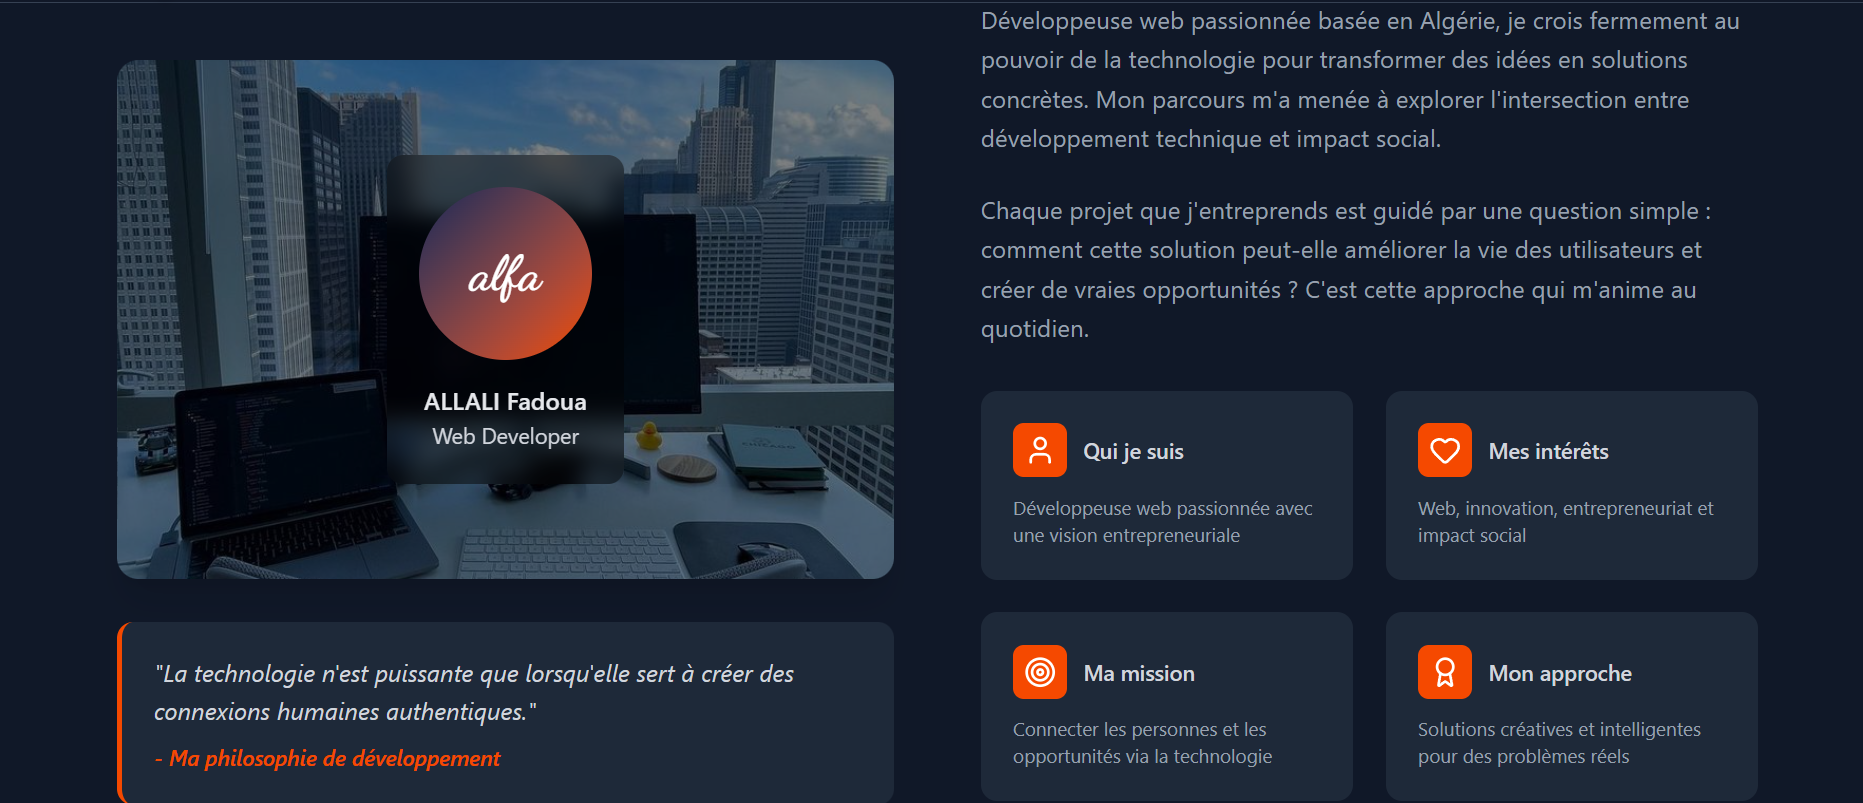 alfa
ALLALI Fadoua
Web Developer
"La technologie n'est puissante que lorsqu'elle sert à créer des
connexions humaines authentiques."
- Ma philosophie de développement
Développeuse web passionnée basée en Algérie, je crois fermement au
pouvoir de la technologie pour transformer des idées en solutions
concrètes. Mon parcours m'a menée à explorer l'intersection entre
développement technique et impact social.
Chaque projet que j'entreprends est guidé par une question simple :
comment cette solution peut-elle améliorer la vie des utilisateurs et
créer de vraies opportunités ? C'est cette approche qui m'anime au
quotidien.
Qui je suis
Développeuse web passionnée avec
une vision entrepreneuriale
Mes intérêts
Web, innovation, entrepreneuriat et
impact social
Ma mission
Connecter les personnes et les
opportunités via la technologie
Mon approche
Solutions créatives et intelligentes
pour des problèmes réels